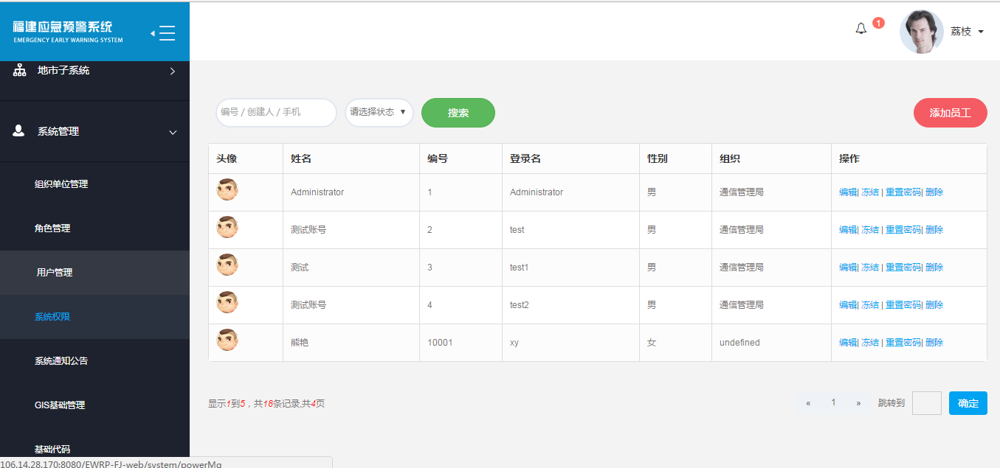 福建应急预警系统
EMERGENCY EARLY WARNING SYSTEM
1
荔枝
地市子系统
系统管理
组织单位管理
角色管理
用户管理
系统权限
系统通知公告
GIS基础管理
基础代码
编号 / 创建人 / 手机
请选择状态
搜索
添加员工
头像 姓名 编号 登录名 性别 组织 操作
Administrator 1 Administrator 男 通信管理局 编辑| 冻结 | 重置密码| 删除
测试账号 2 test 男 通信管理局 编辑| 冻结 | 重置密码| 删除
测试 3 test1 男 通信管理局 编辑| 冻结 | 重置密码| 删除
测试账号 4 test2 男 通信管理局 编辑| 冻结 | 重置密码| 删除
熊艳 10001 xy 女 undefined 编辑| 冻结 | 重置密码| 删除
显示1到5，共18条记录,共4页
« 1 » 跳转到 确定
106.14.28.170:8080/EWRP-FJ-web/system/powerMg